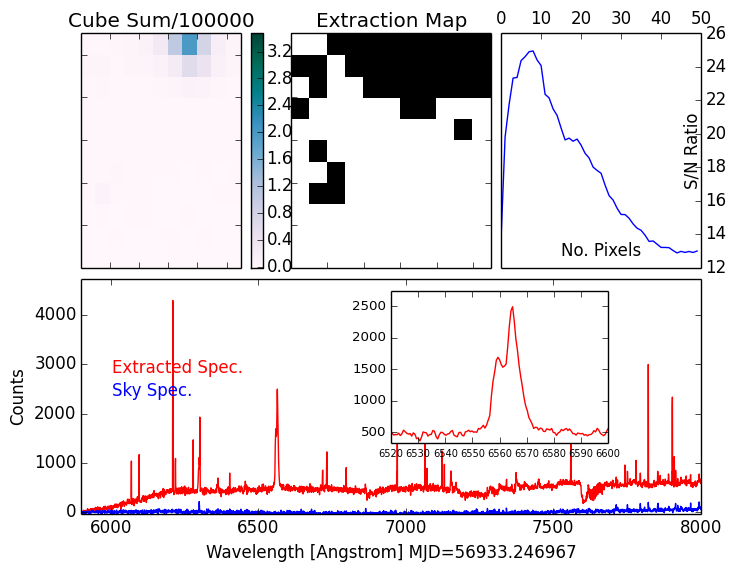 Cube Sum/100000
Extraction Map
0 10 20 30 40 50
3.2
2.8
2.4
2.0
1.6
1.2
0.8
0.4
0.0
26
24
22
20
18
16
14
12
S/N Ratio
No. Pixels
4000
3000
2000
1000
0
Counts
Extracted Spec.
Sky Spec.
2500
2000
1500
1000
500
6520 6530 6540 6550 6560 6570 6580 6590 6600
6000 6500 7000 7500 8000
Wavelength [Angstrom] MJD=56933.246967